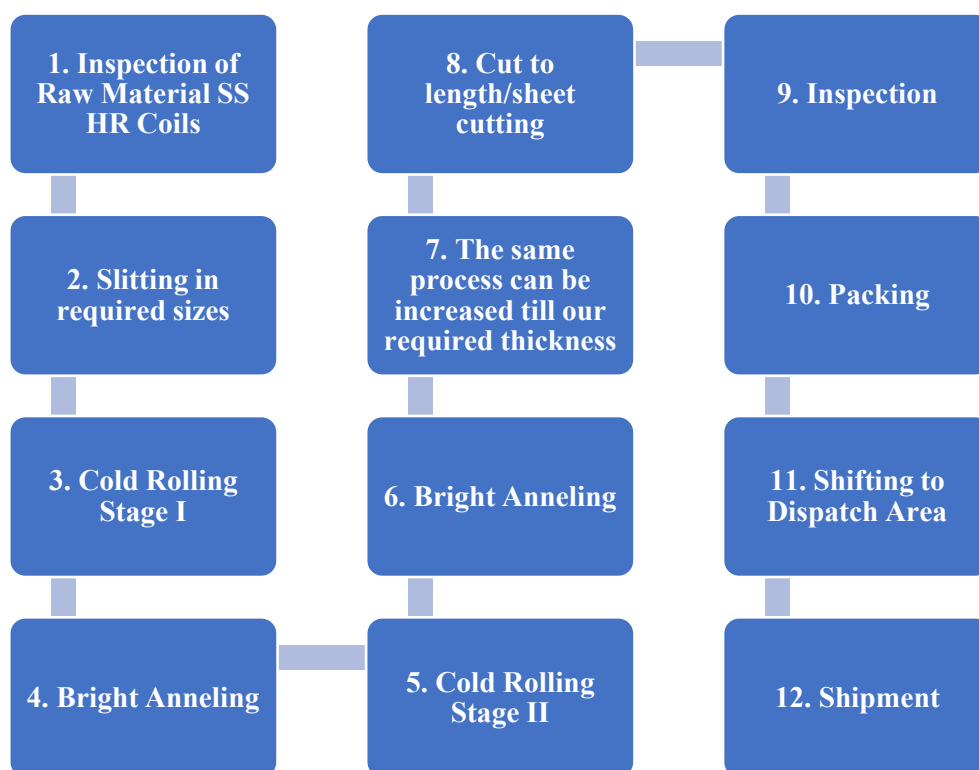 1. Inspection of
Raw Material SS
HR Coils
2. Slitting in
required sizes
3. Cold Rolling
Stage I
4. Bright Anneling
5. Cold Rolling
Stage II
6. Bright Anneling
7. The same
process can be
increased till our
required thickness
8. Cut to
length/sheet
cutting
9. Inspection
10. Packing
11. Shifting to
Dispatch Area
12. Shipment